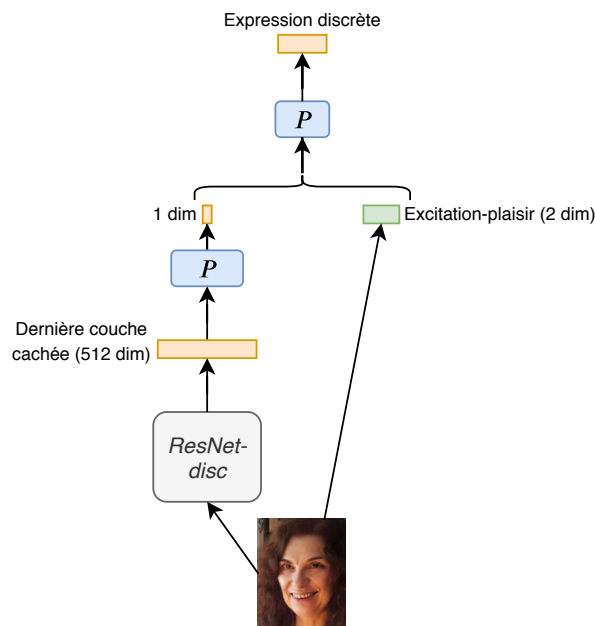 Expression discrète
P
1 dim
Excitation-plaisir (2 dim)
P
Dernière couche
cachée (512 dim)
ResNet-
disc